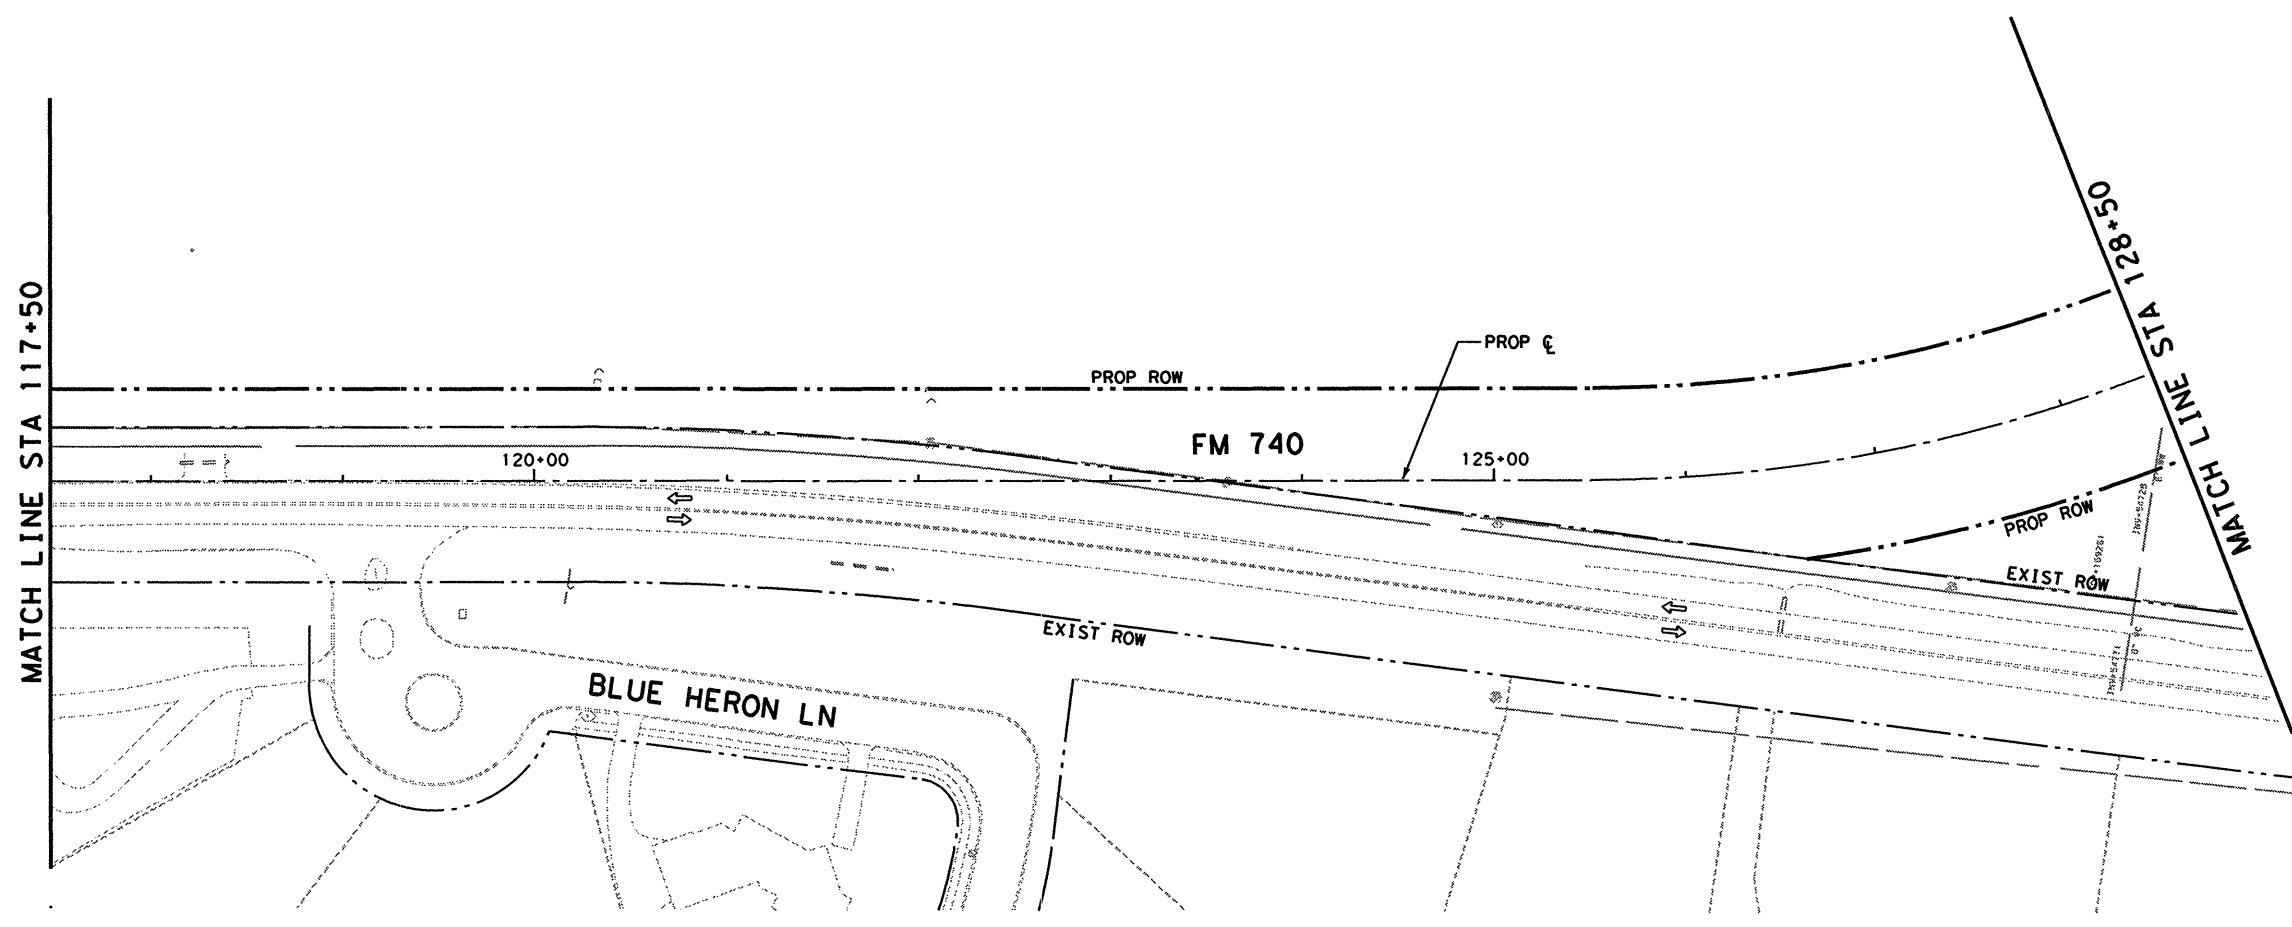 MATCH LINE STA 117+50
MATCH LINE STA 128+50
PROP ℄
PROP ROW
FM 740
120+00
125+00
PROP ROW
EXIST ROW
EXIST ROW
BLUE HERON LN